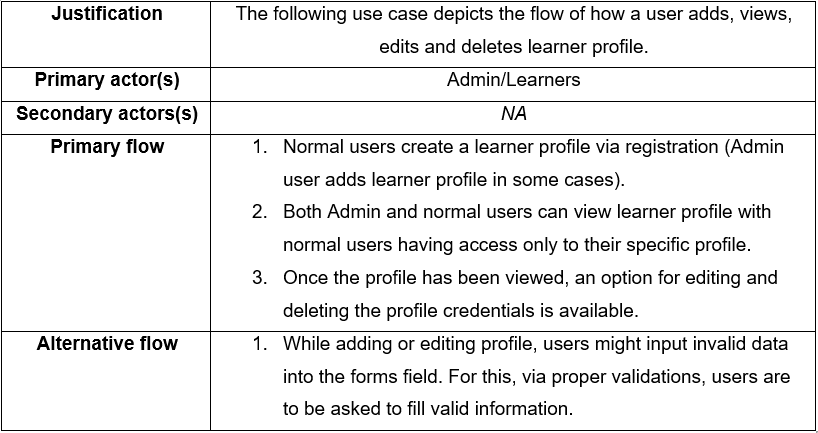 Justification
The following use case depicts the flow of how a user adds, views,
edits and deletes learner profile.
Primary actor(s)
Admin/Learners
Secondary actors(s)
NA
Primary flow
1. Normal users create a learner profile via registration (Admin
user adds learner profile in some cases).
2. Both Admin and normal users can view learner profile with
normal users having access only to their specific profile.
3. Once the profile has been viewed, an option for editing and
deleting the profile credentials is available.
Alternative flow
1. While adding or editing profile, users might input invalid data
into the forms field. For this, via proper validations, users are
to be asked to fill valid information.